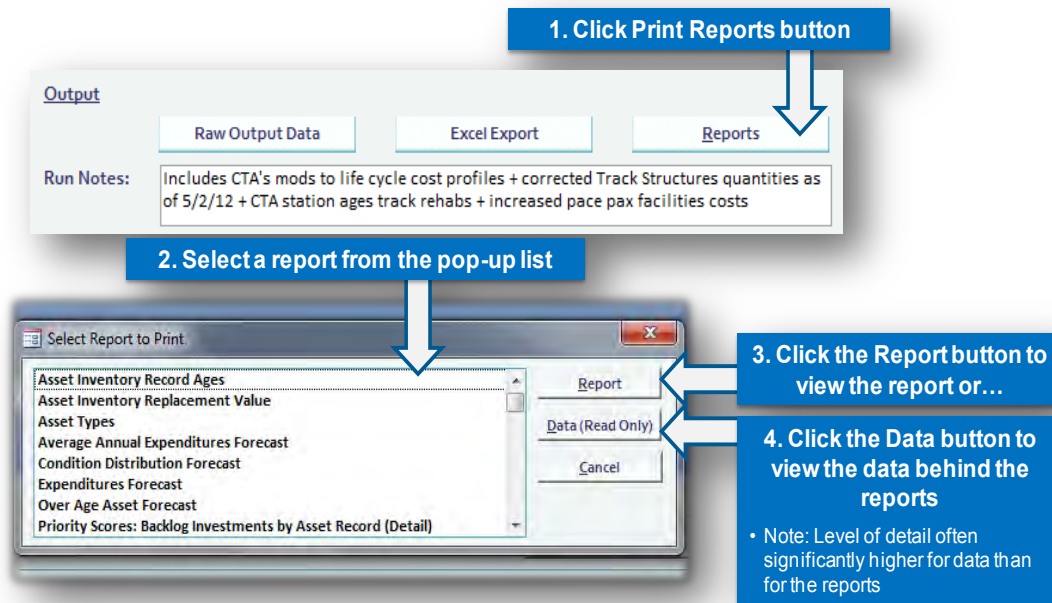 1. Click Print Reports button
Output
Raw Output Data
Excel Export
Reports
Run Notes:
Includes CTA's mods to life cycle cost profiles + corrected Track Structures quantities as
of 5/2/12 + CTA station ages track rehabs + increased pace pax facilities costs
2. Select a report from the pop-up list
Select Report to Print
Asset Inventory Record Ages
Asset Inventory Replacement Value
Asset Types
Average Annual Expenditures Forecast
Condition Distribution Forecast
Expenditures Forecast
Over Age Asset Forecast
Priority Scores: Backlog Investments by Asset Record (Detail)
Report
Data (Read Only)
Cancel
3. Click the Report button to
view the report or...
4. Click the Data button to
view the data behind the
reports
• Note: Level of detail often
significantly higher for data than
for the reports